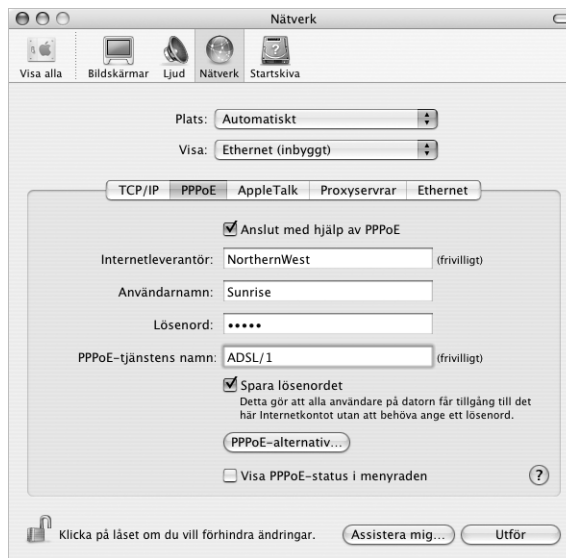 Nätverk
Visa alla Bildskärmar Ljud Nätverk Startskiva
Plats: Automatiskt
Visa: Ethernet (inbyggt)
TCP/IP PPPoE AppleTalk Proxyservrar Ethernet
Anslut med hjälp av PPPoE
Internetleverantör: NorthernWest (frivilligt)
Användarnamn: Sunrise
Lösenord: •••••
PPPoE-tjänstens namn: ADSL/1 (frivilligt)
Spara lösenordet
Detta gör att alla användare på datorn får tillgång till det
här Internetkontot utan att behöva ange ett lösenord.
PPPoE-alternativ...
Visa PPPoE-status i menyraden ?
Klicka på låset om du vill förhindra ändringar. Assistera mig... Utför